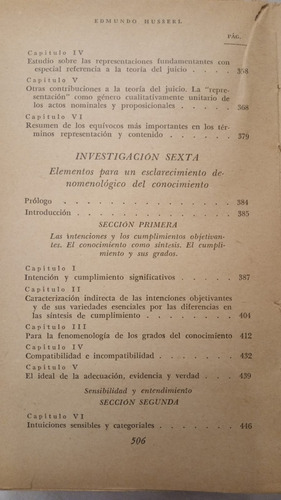 EDMUNDO HUSSERL
PÁG.
Capítulo IV
Estudio sobre las representaciones fundamentantes con
especial referencia a la teoría del juicio . . . . . 358
Capítulo V
Otras contribuciones a la teoría del juicio. La "repre-
sentación" como género cualitativamente unitario de
los actos nominales y proposicionales . . . . . 368
Capítulo VI
Resumen de los equívocos más importantes en los tér-
minos representación y contenido . . . . . 379
INVESTIGACIÓN SEXTA
Elementos para un esclarecimiento de-
nomenológico del conocimiento
Prólogo . . . . . 384
Introducción . . . . . 385
SECCIÓN PRIMERA
Las intenciones y los cumplimientos objetivan-
tes. El conocimiento como síntesis. El cumpli-
miento y sus grados.
Capítulo I
Intención y cumplimiento significativos . . . . . 387
Capítulo II
Caracterización indirecta de las intenciones objetivantes
y de sus variedades esenciales por las diferencias en
las síntesis de cumplimiento . . . . . 404
Capítulo III
Para la fenomenología de los grados del conocimiento 412
Capítulo IV
Compatibilidad e incompatibilidad . . . . . 432
Capítulo V
El ideal de la adecuación, evidencia y verdad . . . . . 439
Sensibilidad y entendimiento
SECCIÓN SEGUNDA
Capítulo VI
Intuiciones sensibles y categoriales . . . . . 446
506